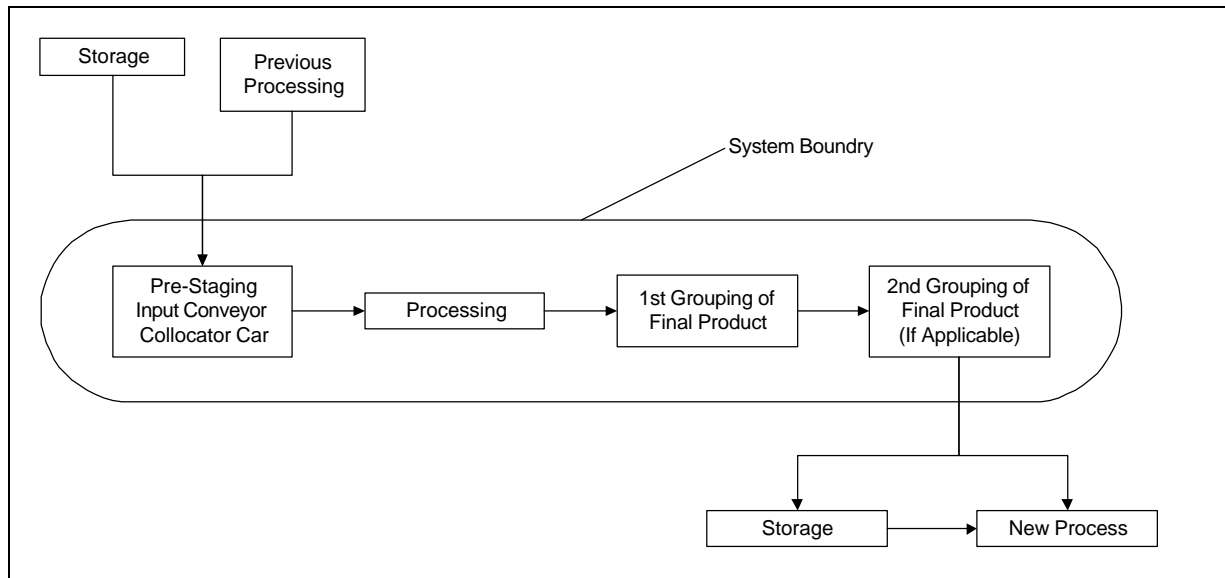 Storage
Previous
Processing
System Boundry
Pre-Staging
Input Conveyor
Collocator Car
Processing
1st Grouping of
Final Product
2nd Grouping of
Final Product
(If Applicable)
Storage
New Process